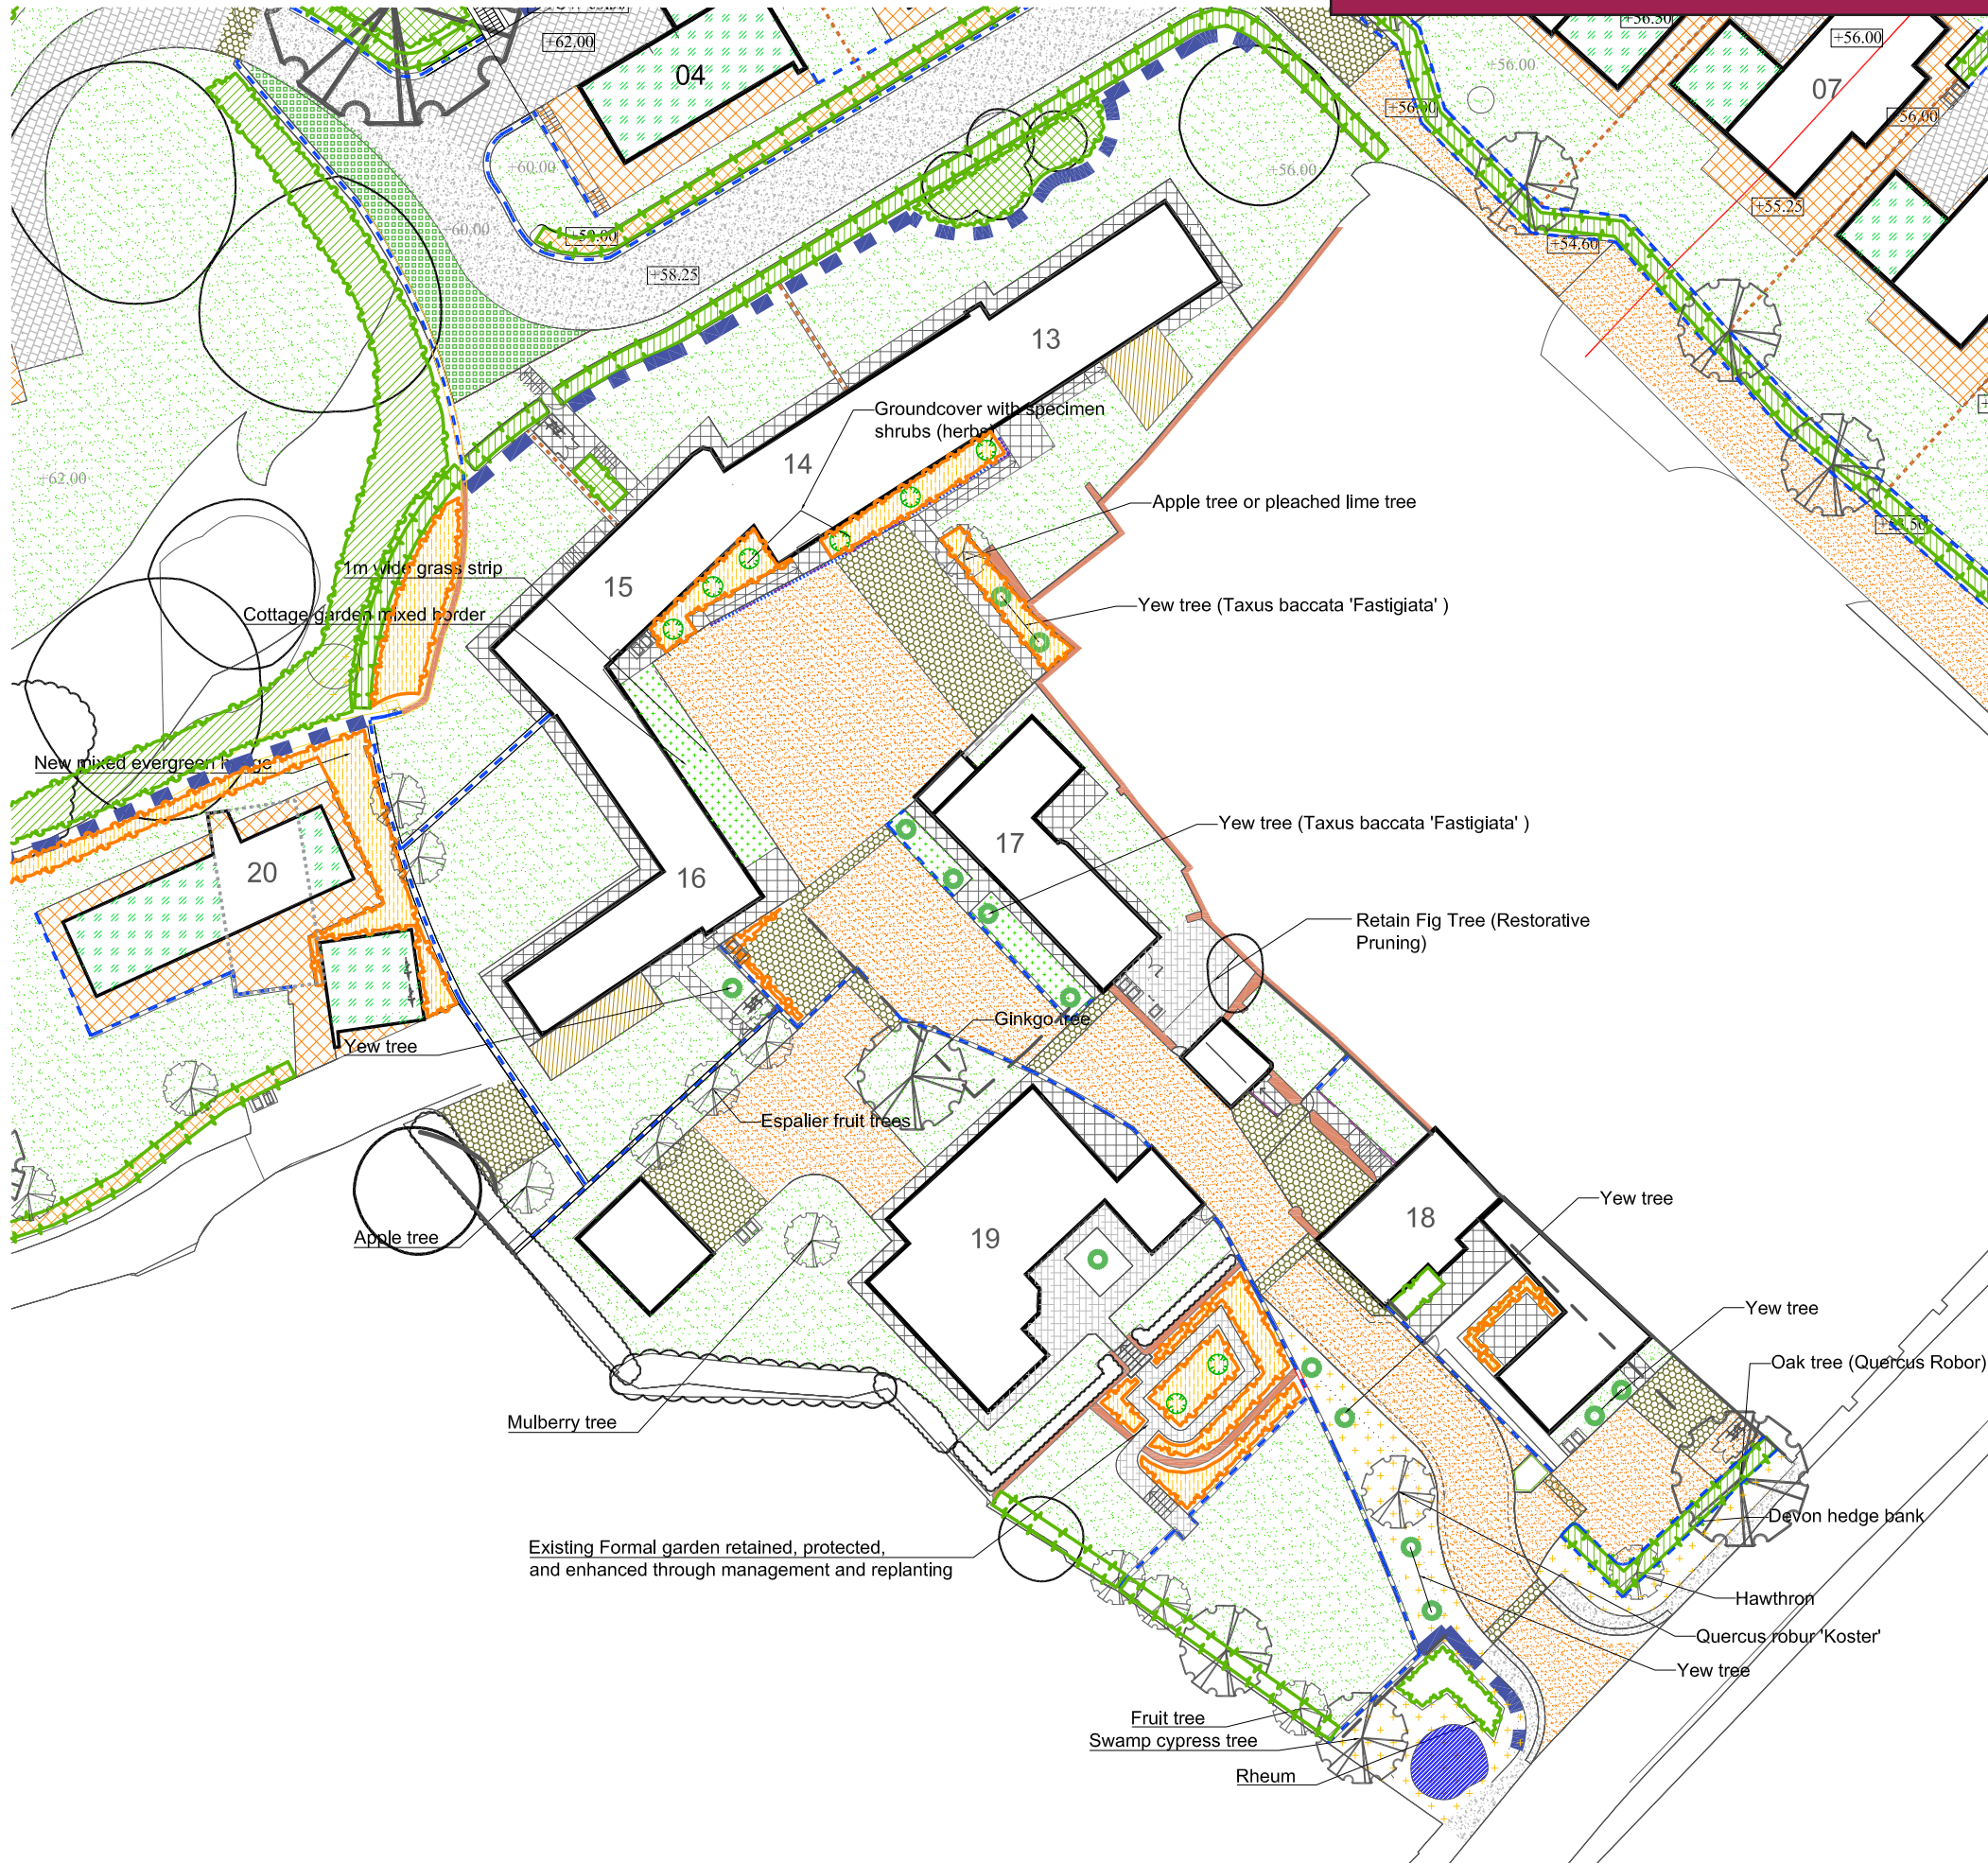 +62.00
04
+56.50
+56.00
+56.00
07
+56.00
+56.00
+60.00
+56.00
+55.25
+60.00
+54.60
+58.25
13
Groundcover with specimen
shrubs (herbs)
14
+62.00
Apple tree or pleached lime tree
1m wide grass strip
15
Yew tree (Taxus baccata 'Fastigiata' )
Cottage garden mixed border
New mixed evergreen hedge
Yew tree (Taxus baccata 'Fastigiata' )
17
20
16
Retain Fig Tree (Restorative
Pruning)
Ginkgo tree
Yew tree
Espalier fruit trees
Yew tree
18
Apple tree
19
Yew tree
Oak tree (Quercus Robor)
Mulberry tree
Devon hedge bank
Existing Formal garden retained, protected,
and enhanced through management and replanting
Hawthron
Quercus robur 'Koster'
Yew tree
Fruit tree
Swamp cypress tree
Rheum